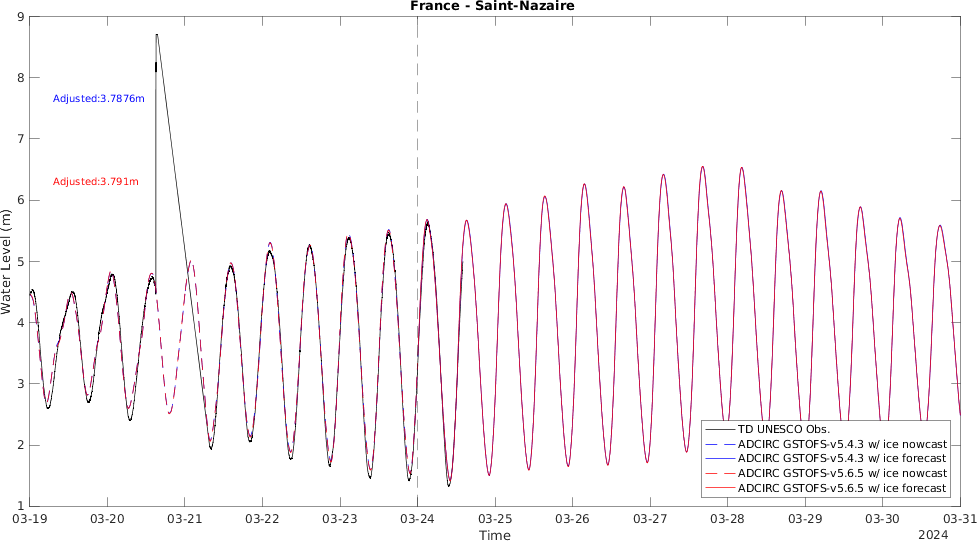 France - Saint-Nazaire
9
8
7
6
5
4
3
2
1
Water Level (m)
Adjusted:3.7876m
Adjusted:3.791m
TD UNESCO Obs.
ADCIRC GSTOFS-v5.4.3 w/ ice nowcast
ADCIRC GSTOFS-v5.4.3 w/ ice forecast
ADCIRC GSTOFS-v5.6.5 w/ ice nowcast
ADCIRC GSTOFS-v5.6.5 w/ ice forecast
03-19 03-20 03-21 03-22 03-23 03-24 03-25 03-26 03-27 03-28 03-29 03-30 03-31
Time
2024